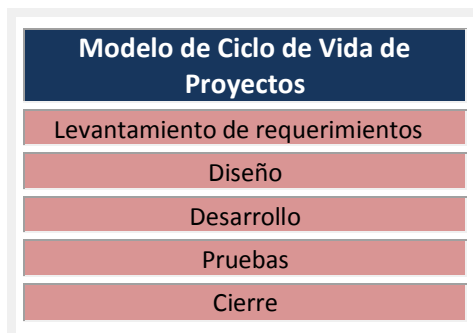 Modelo de Ciclo de Vida de
Proyectos
Levantamiento de requerimientos
Diseño
Desarrollo
Pruebas
Cierre